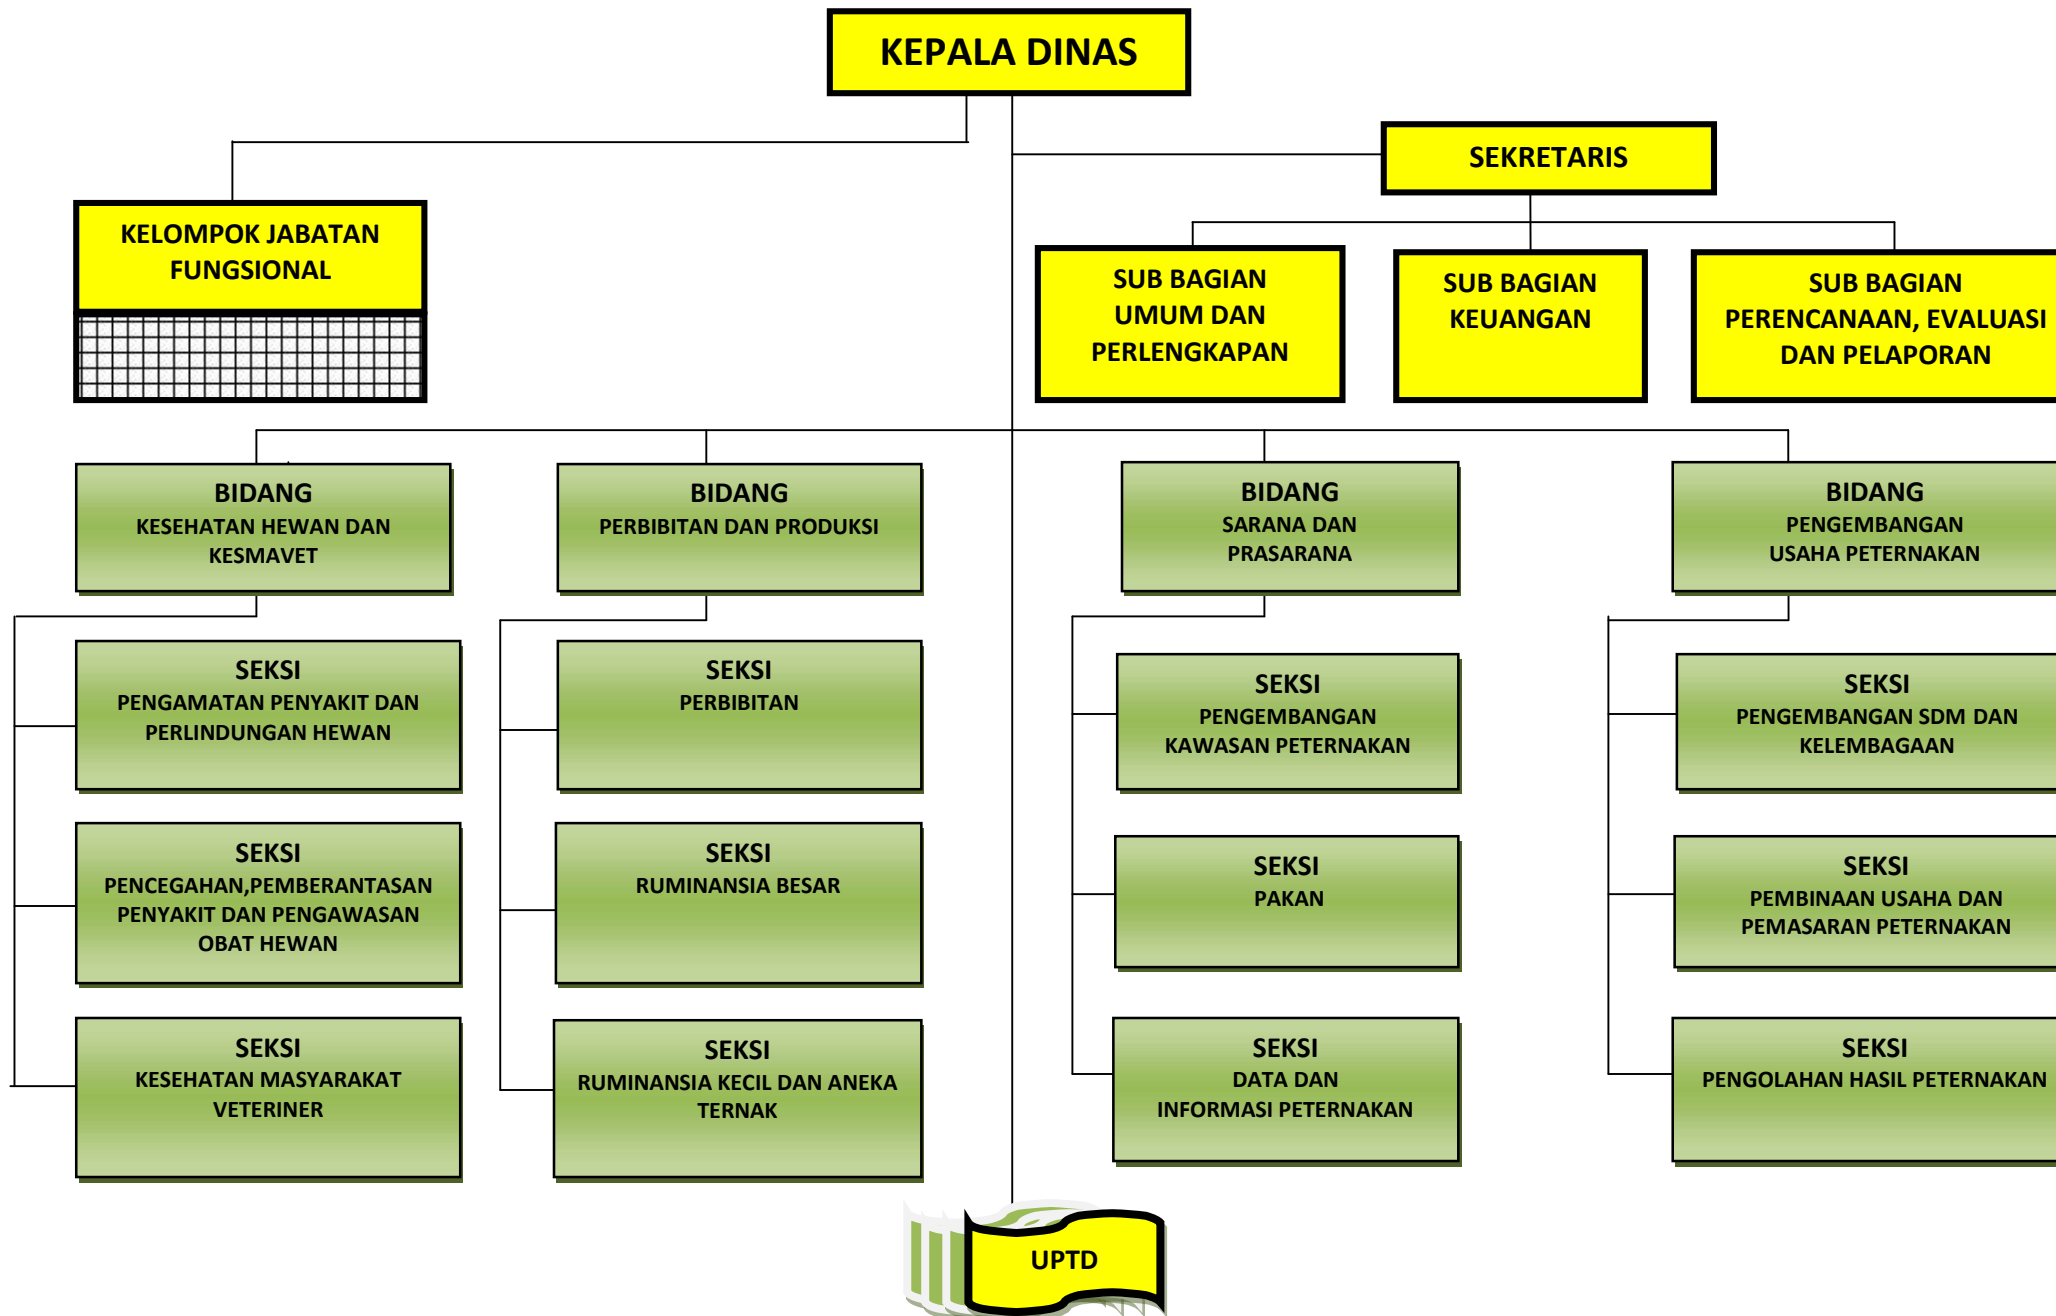 KEPALA DINAS
SEKRETARIS
KELOMPOK JABATAN
FUNGSIONAL
SUB BAGIAN
UMUM DAN
PERLENGKAPAN
SUB BAGIAN
KEUANGAN
SUB BAGIAN
PERENCANAAN, EVALUASI
DAN PELAPORAN
BIDANG
KESEHATAN HEWAN DAN
KESMAVET
BIDANG
PERBIBITAN DAN PRODUKSI
BIDANG
SARANA DAN
PRASARANA
BIDANG
PENGEMBANGAN
USAHA PETERNAKAN
SEKSI
PENGAMATAN PENYAKIT DAN
PERLINDUNGAN HEWAN
SEKSI
PERBIBITAN
SEKSI
PENGEMBANGAN
KAWASAN PETERNAKAN
SEKSI
PENGEMBANGAN SDM DAN
KELEMBAGAAN
SEKSI
PENCEGAHAN,PEMBERANTASAN
PENYAKIT DAN PENGAWASAN
OBAT HEWAN
SEKSI
RUMINANSIA BESAR
SEKSI
PAKAN
SEKSI
PEMBINAAN USAHA DAN
PEMASARAN PETERNAKAN
SEKSI
KESEHATAN MASYARAKAT
VETERINER
SEKSI
RUMINANSIA KECIL DAN ANEKA
TERNAK
SEKSI
DATA DAN
INFORMASI PETERNAKAN
SEKSI
PENGOLAHAN HASIL PETERNAKAN
UPTD